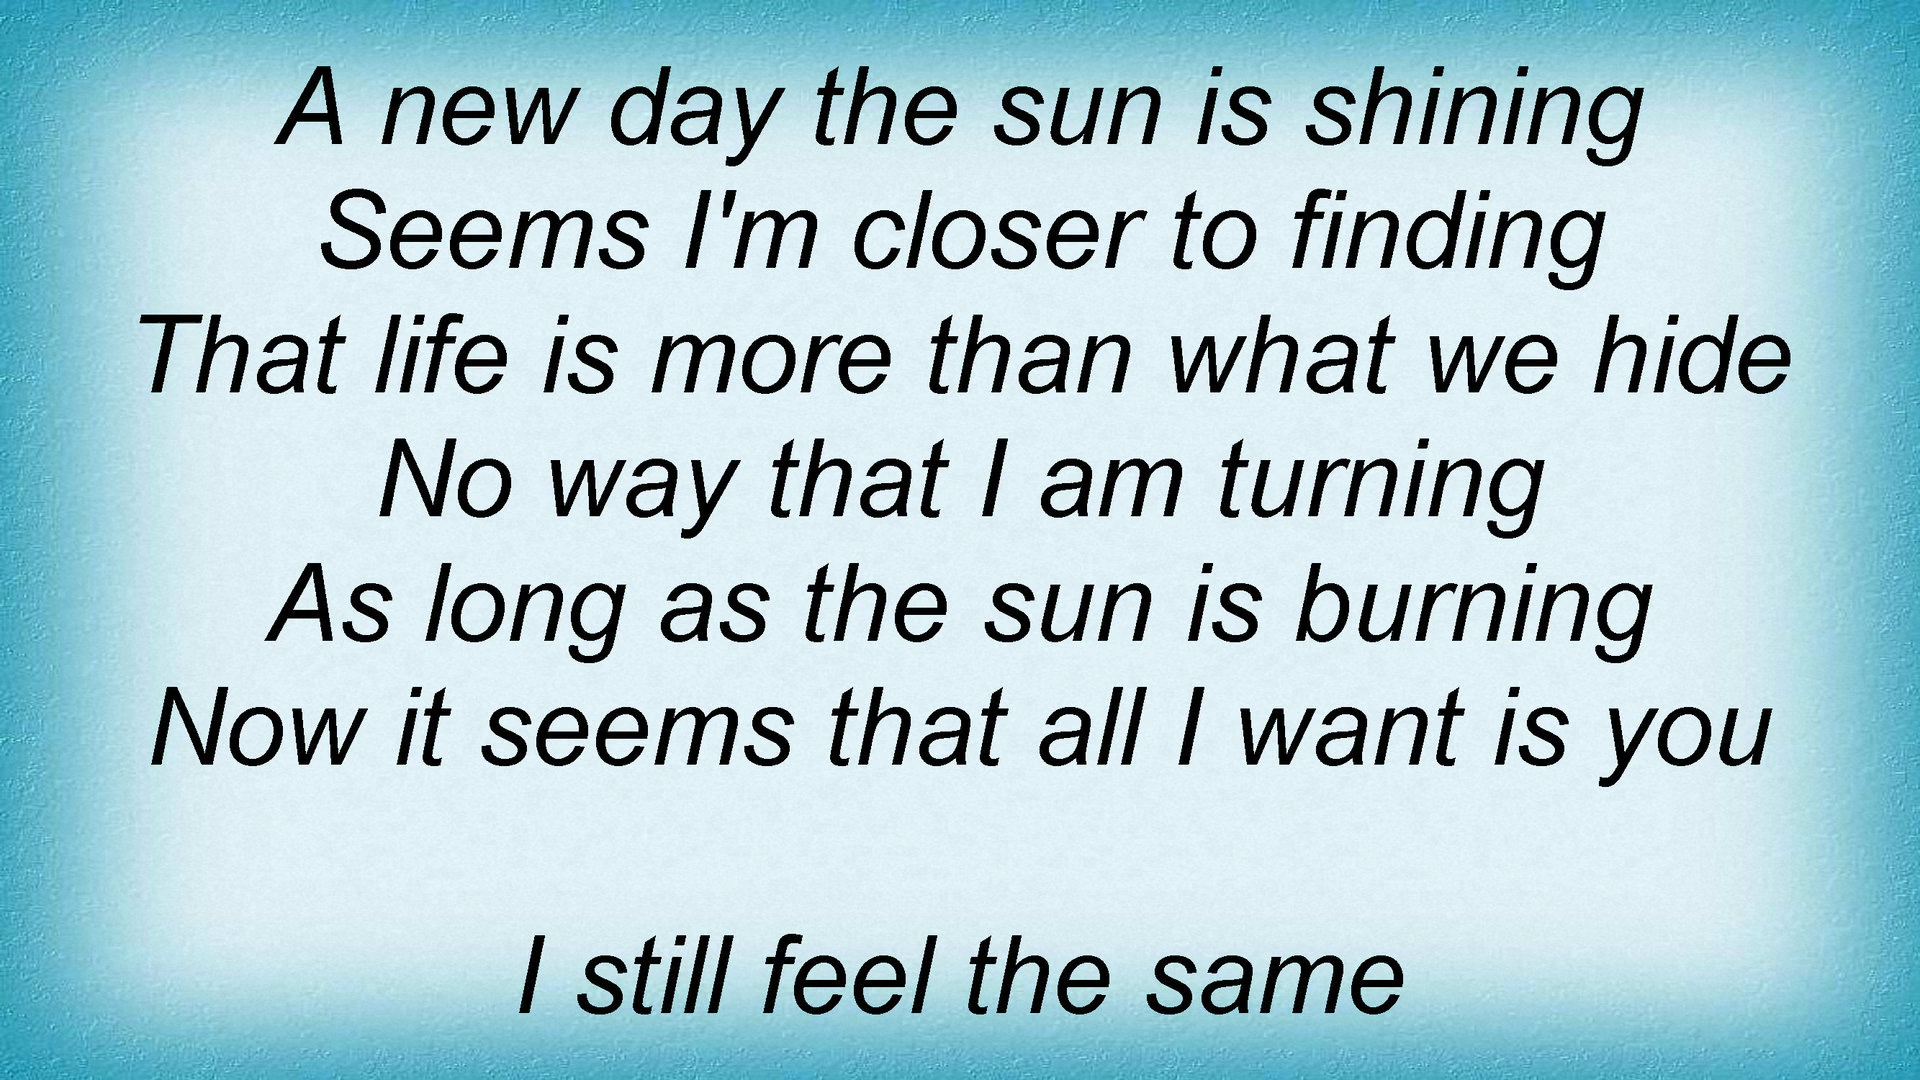 A new day the sun is shining
Seems I'm closer to finding
That life is more than what we hide
No way that I am turning
As long as the sun is burning
Now it seems that all I want is you
I still feel the same